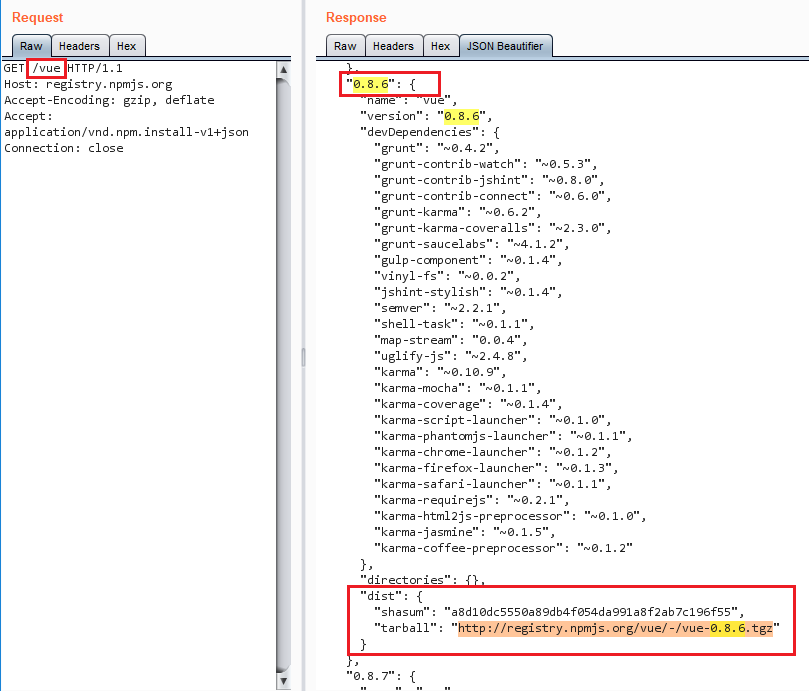 Request
Raw Headers Hex
GET /vue HTTP/1.1
Host: registry.npmjs.org
Accept-Encoding: gzip, deflate
Accept:
application/vnd.npm.install-v1+json
Connection: close
Response
Raw Headers Hex JSON Beautifier
},
"0.8.6": {
"name": "vue",
"version": "0.8.6",
"devDependencies": {
"grunt": "~0.4.2",
"grunt-contrib-watch": "~0.5.3",
"grunt-contrib-jshint": "~0.8.0",
"grunt-contrib-connect": "~0.6.0",
"grunt-karma": "~0.6.2",
"grunt-karma-coveralls": "~2.3.0",
"grunt-saucelabs": "~4.1.2",
"gulp-component": "~0.1.4",
"vinyl-fs": "~0.0.2",
"jshint-stylish": "~0.1.4",
"semver": "~2.2.1",
"shell-task": "~0.1.1",
"map-stream": "0.0.4",
"uglify-js": "~2.4.8",
"karma": "~0.10.9",
"karma-mocha": "~0.1.1",
"karma-coverage": "~0.1.4",
"karma-script-launcher": "~0.1.0",
"karma-phantomjs-launcher": "~0.1.1",
"karma-chrome-launcher": "~0.1.2",
"karma-firefox-launcher": "~0.1.3",
"karma-safari-launcher": "~0.1.1",
"karma-requirejs": "~0.2.1",
"karma-html2js-preprocessor": "~0.1.0",
"karma-jasmine": "~0.1.5",
"karma-coffee-preprocessor": "~0.1.2"
},
"directories": {},
"dist": {
"shasum": "a8d10dc5550a89db4f054da991a8f2ab7c196f55",
"tarball": "http://registry.npmjs.org/vue/-/vue-0.8.6.tgz"
}
},
"0.8.7": {